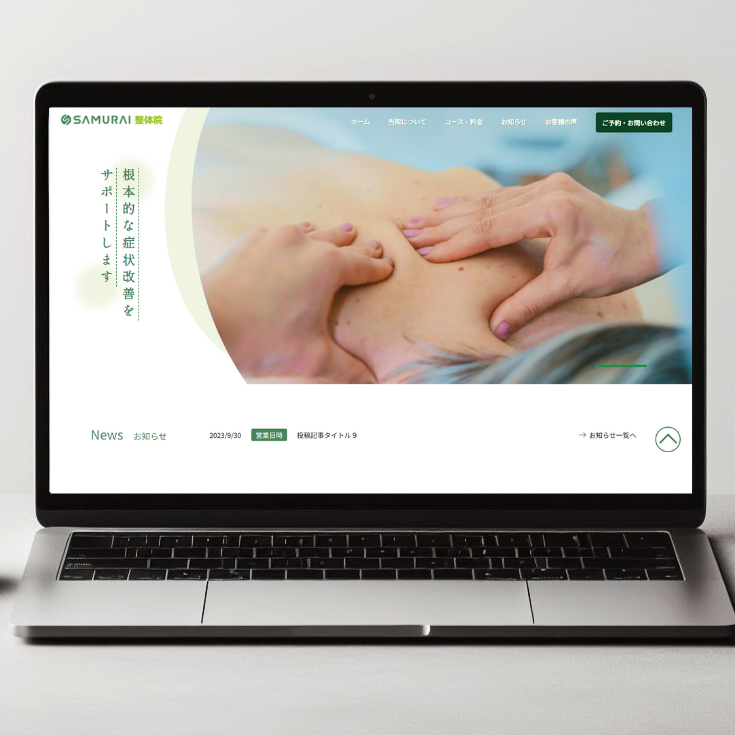 SAMURAI 整体院
ホーム 当院について コース・料金 お知らせ お客様の声 ご予約・お問い合わせ
根本的な症状改善を
サポートします
News お知らせ 2023/9/30 営業日時 投稿記事タイトル9 → お知らせ一覧へ